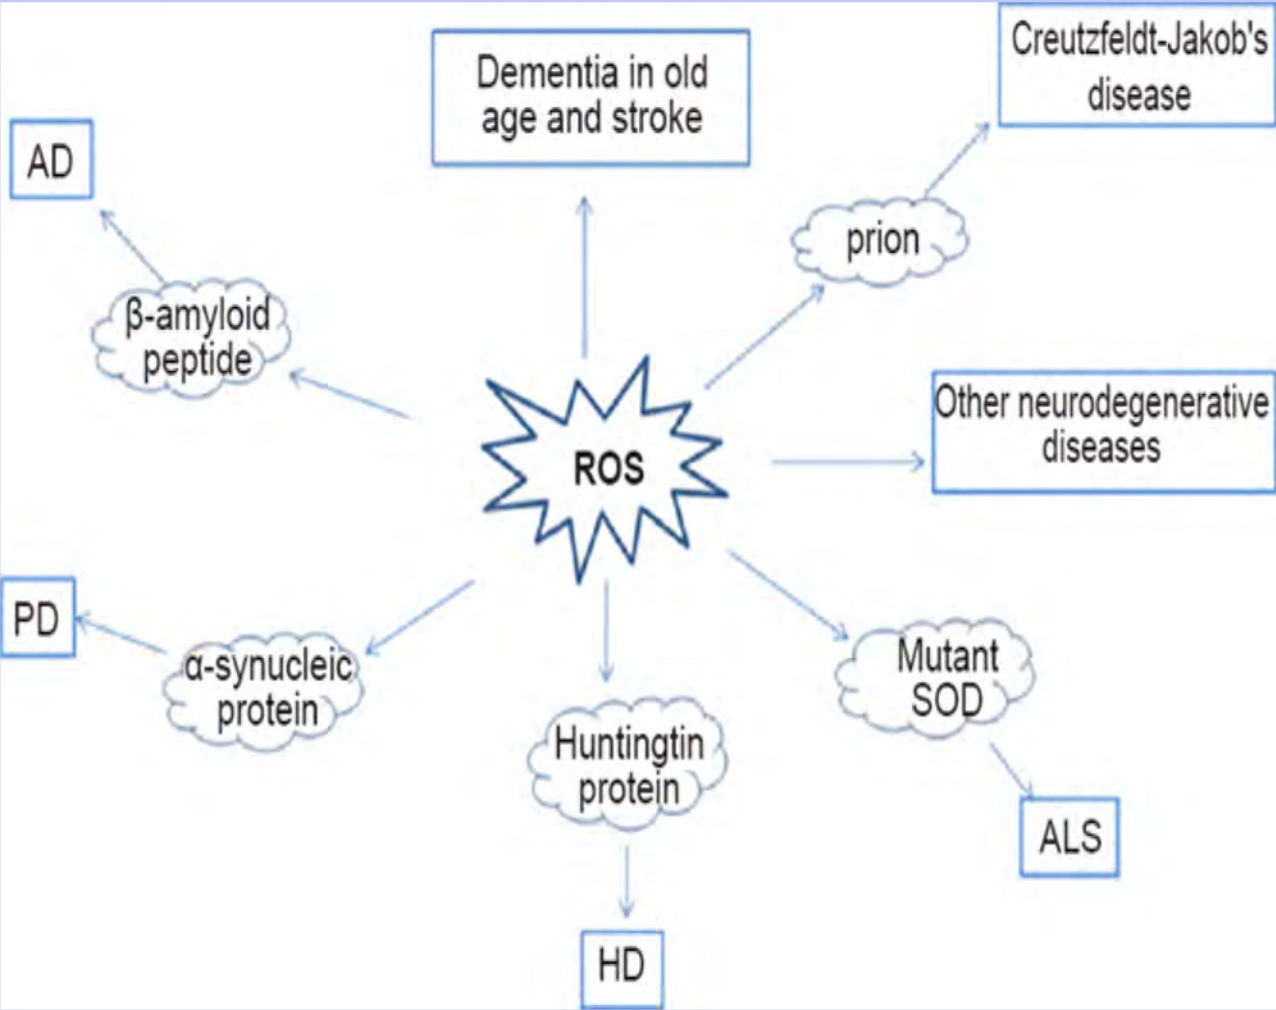 Creutzfeldt-Jakob's
disease
Dementia in old
age and stroke
AD
prion
β-amyloid
peptide
Other neurodegenerative
diseases
ROS
PD
α-synucleic
protein
Mutant
SOD
Huntingtin
protein
ALS
HD